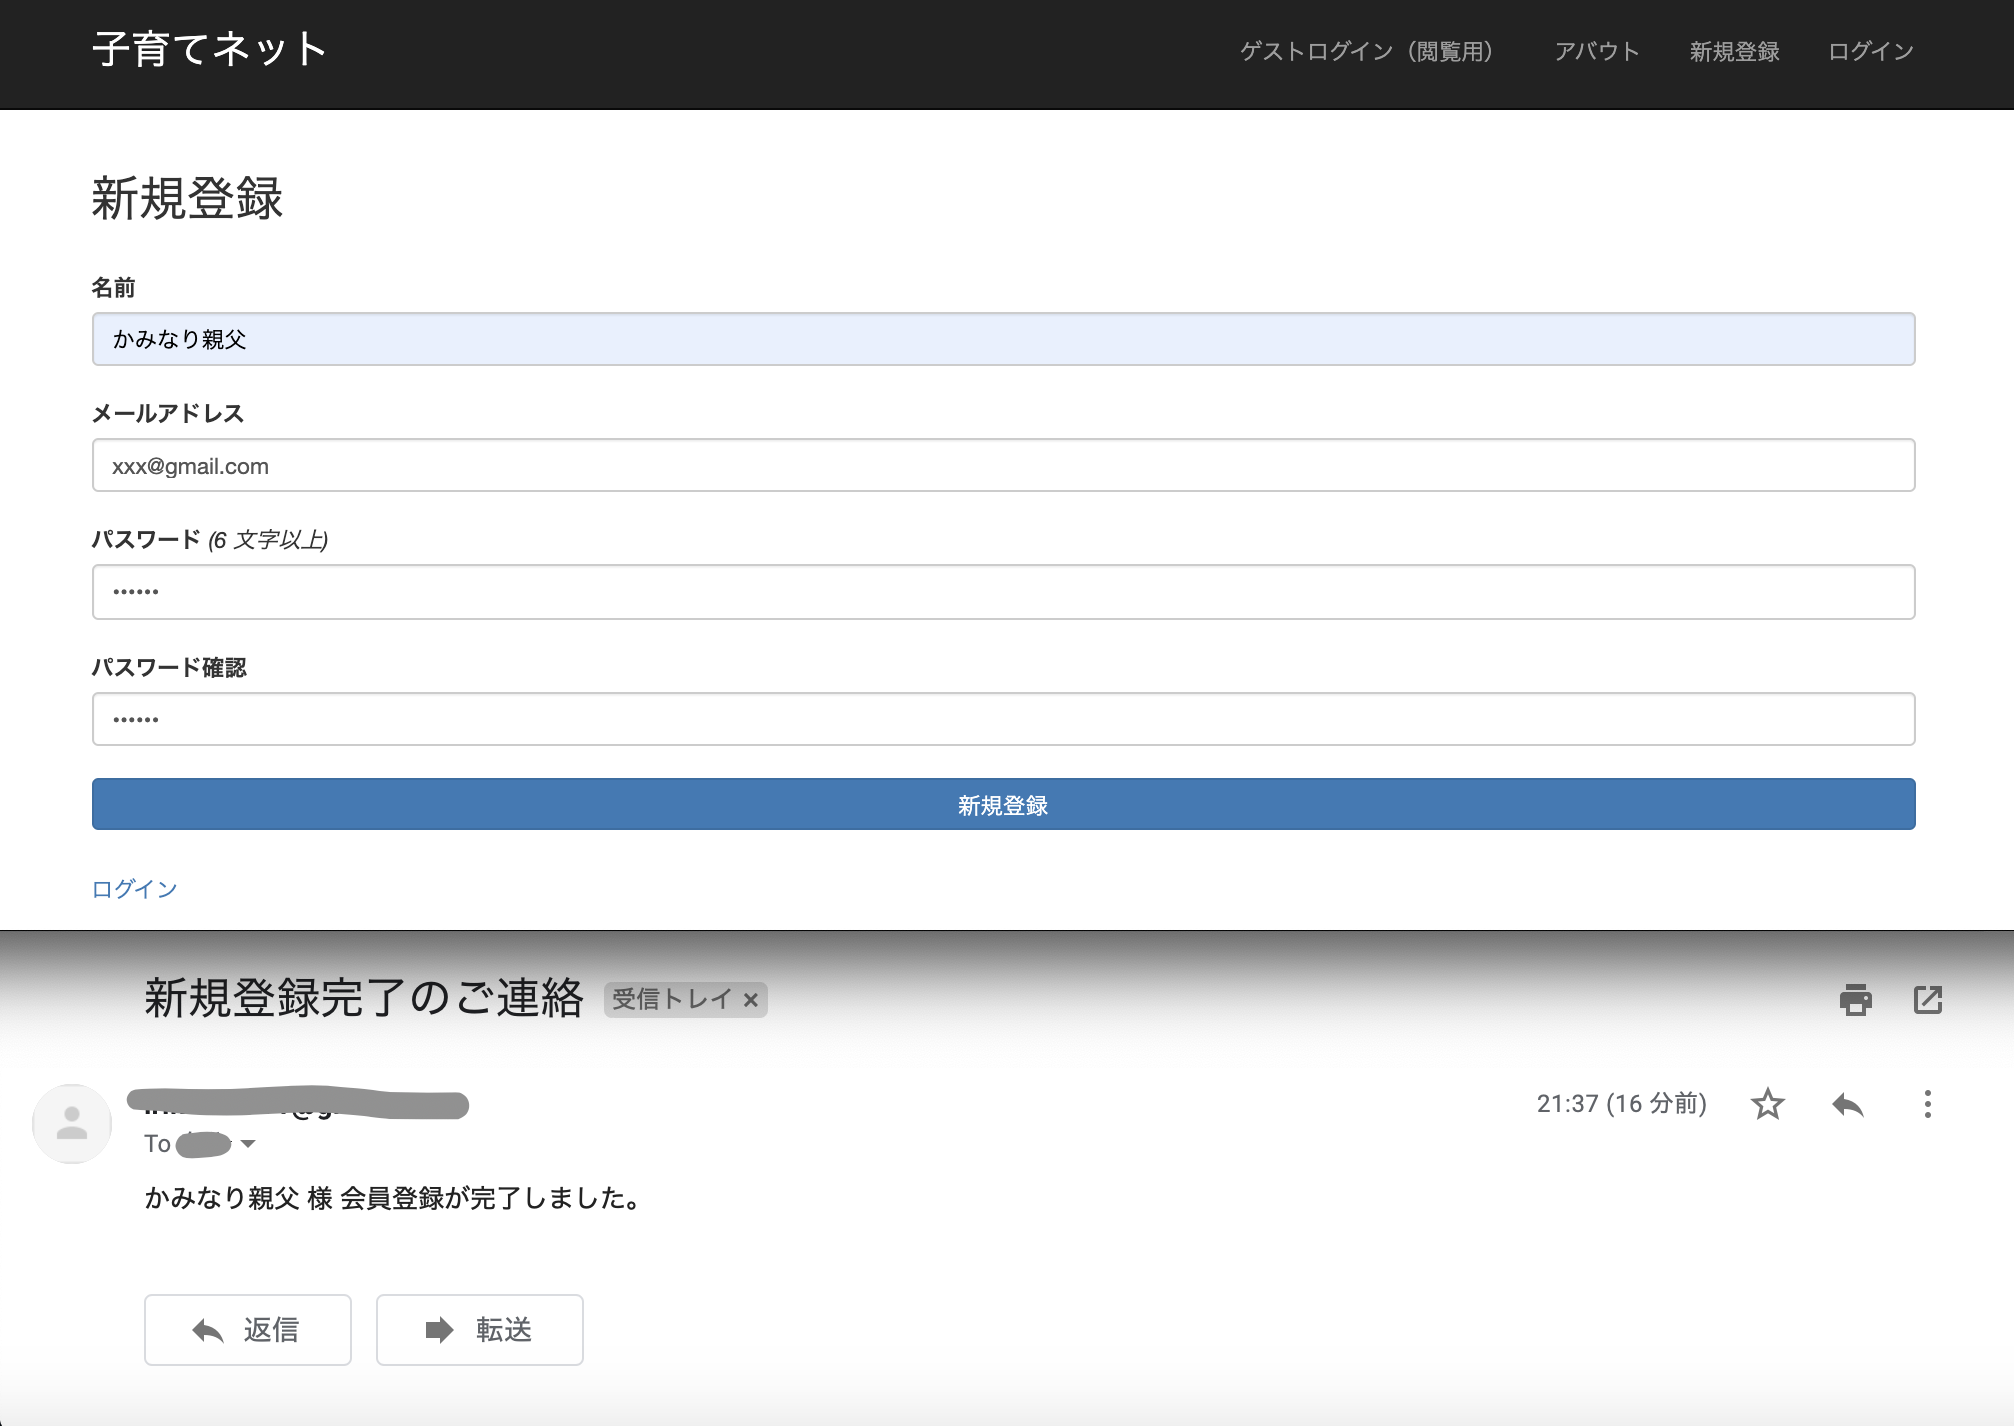 子育てネット
ゲストログイン（閲覧用） アバウト 新規登録 ログイン
新規登録
名前
かみなり親父
メールアドレス
xxx@gmail.com
パスワード (6 文字以上)
••••••
パスワード確認
••••••
新規登録
ログイン
新規登録完了のご連絡 受信トレイ ×
21:37 (16 分前)
To
かみなり親父 様 会員登録が完了しました。
返信 転送